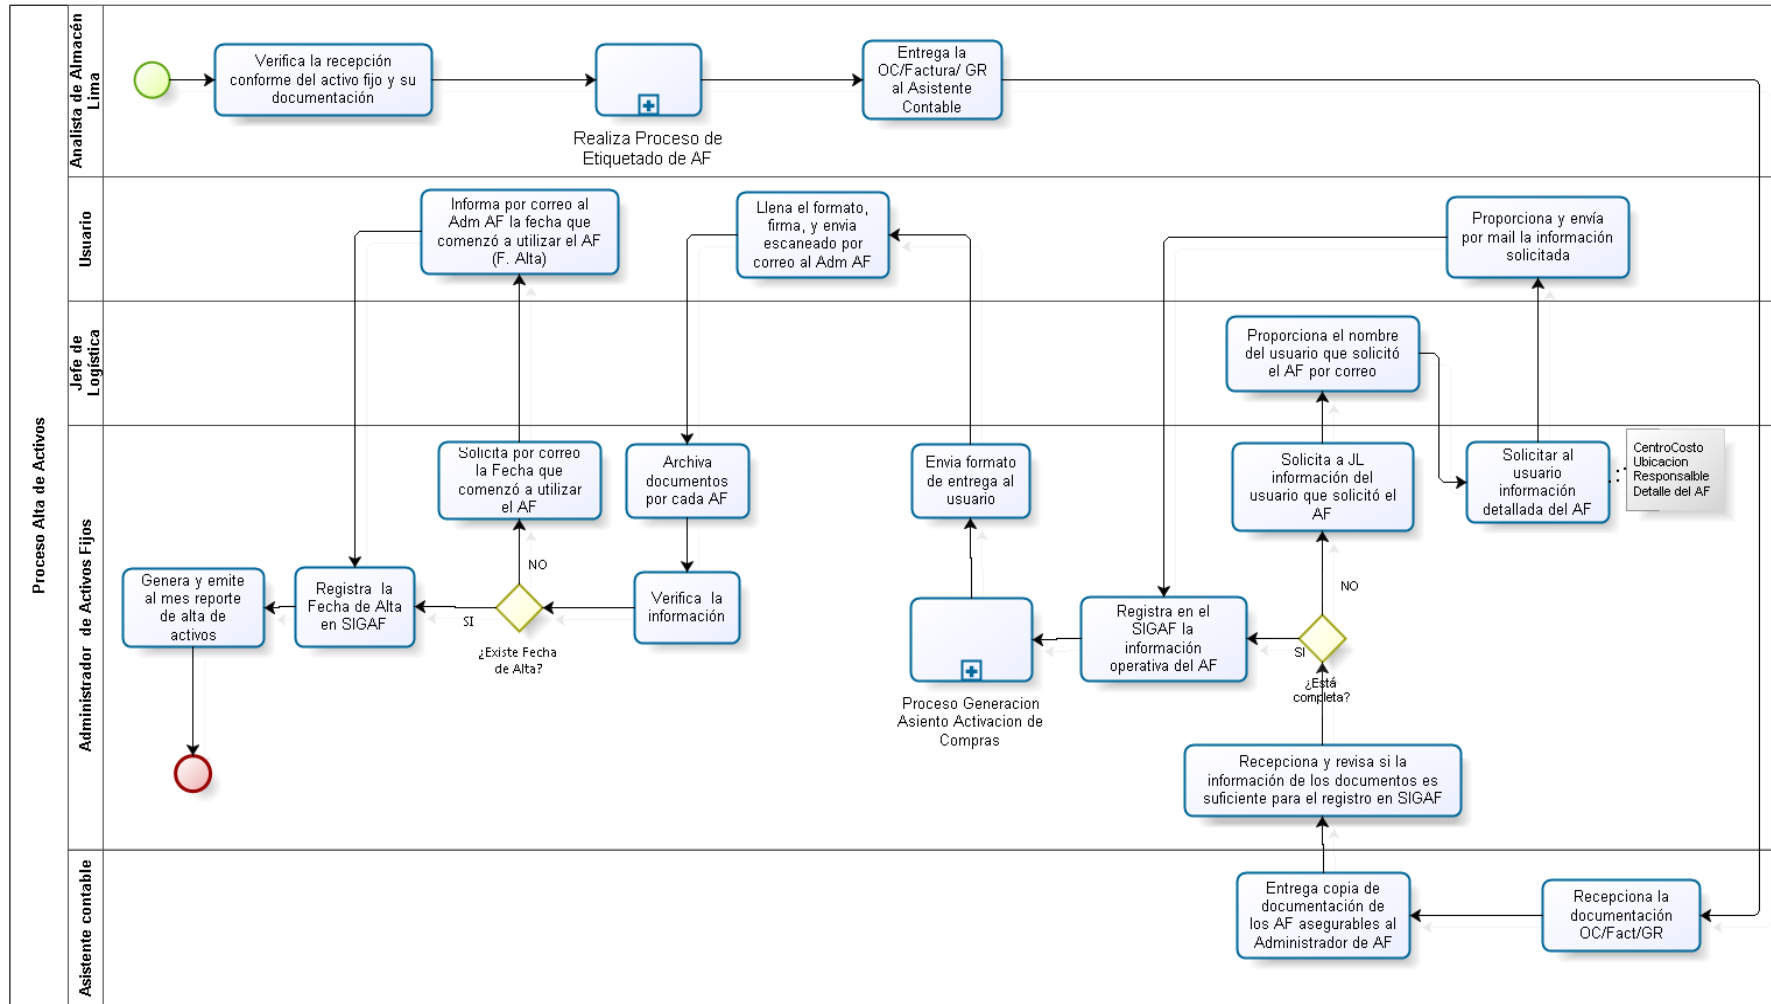 Proceso Alta de Activos
Analista de Almacén
Lima
Verifica la recepción
conforme del activo fijo y su
documentación
Realiza Proceso de
Etiquetado de AF
Entrega la
OC/Factura/ GR
al Asistente
Contable
Usuario
Informa por correo al
Adm AF la fecha que
comenzó a utilizar el AF
(F. Alta)
Llena el formato,
firma, y envia
escaneado por
correo al Adm AF
Proporciona y envía
por mail la información
solicitada
Jefe de
Logística
Proporciona el nombre
del usuario que solicitó
el AF por correo
Administrador de Activos Fijos
Solicita por correo
la Fecha que
comenzó a utilizar
el AF
Archiva
documentos
por cada AF
Envia formato
de entrega al
usuario
Solicita a JL
información del
usuario que solicitó el
AF
Solicitar al
usuario
información
detallada del AF
CentroCosto
Ubicacion
Responsalble
Detalle del AF
NO
NO
Genera y emite
al mes reporte
de alta de
activos
Registra la
Fecha de Alta
en SIGAF
SI
¿Existe Fecha
de Alta?
Verifica la
información
Proceso Generacion
Asiento Activacion de
Compras
Registra en el
SIGAF la
información
operativa del AF
SI
¿Está
completa?
Recepciona y revisa si la
información de los documentos es
suficiente para el registro en SIGAF
Asistente contable
Entrega copia de
documentación de
los AF asegurables al
Administrador de AF
Recepciona la
documentación
OC/Fact/GR